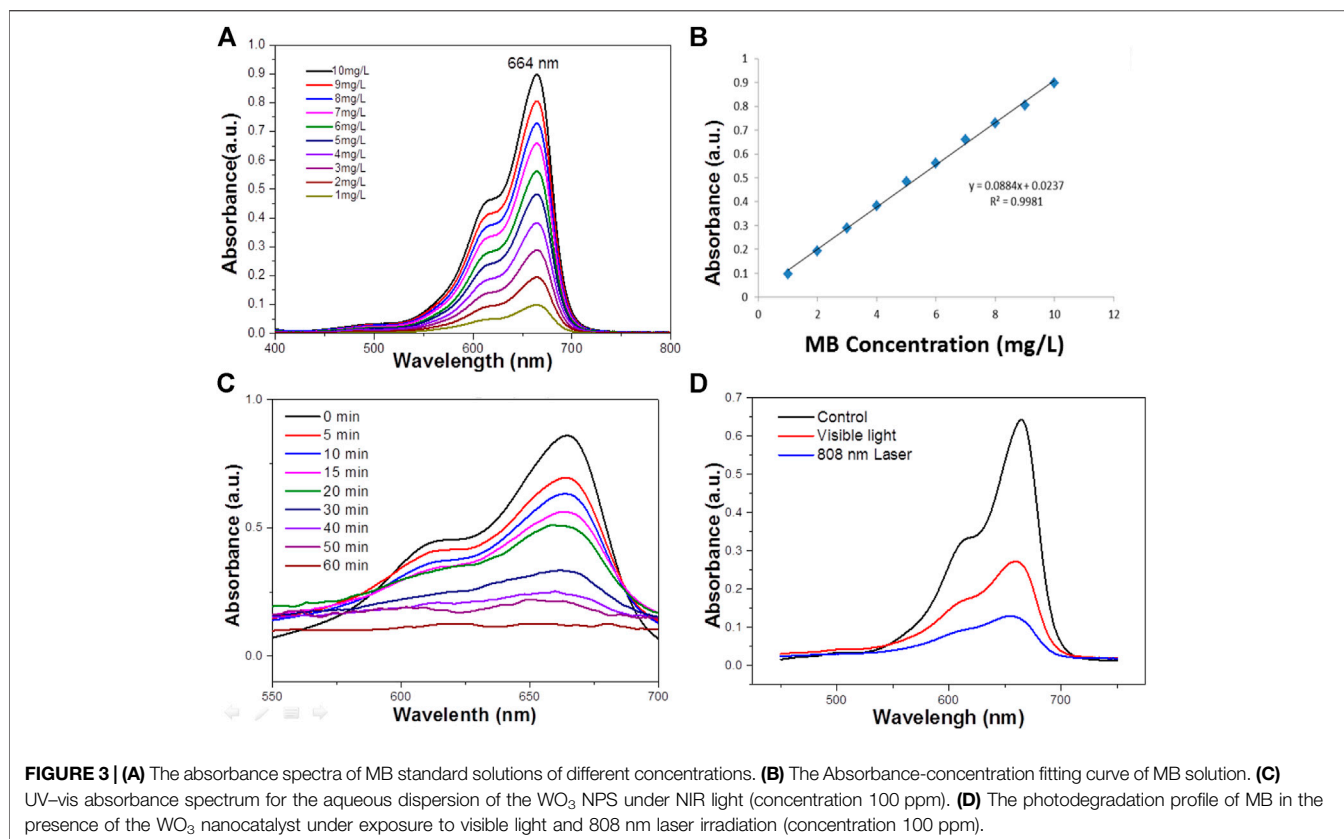 A
Absorbance(a.u.)
1.0
0.9
0.8
0.7
0.6
0.5
0.4
0.3
0.2
0.1
0.0
10mg/L
9mg/L
8mg/L
7mg/L
6mg/L
5mg/L
4mg/L
3mg/L
2mg/L
1mg/L
664 nm
400 500 600 700 800
Wavelength (nm)
B
Absorbance (a.u.)
1
0.9
0.8
0.7
0.6
0.5
0.4
0.3
0.2
0.1
0
y = 0.0884x + 0.0237
R² = 0.9981
0 2 4 6 8 10 12
MB Concentration (mg/L)
C
Absorbance (a.u.)
1.0
0.5
0.0
0 min
5 min
10 min
15 min
20 min
30 min
40 min
50 min
60 min
550 600 650 700
Wavelenth (nm)
D
Absorbance (a.u.)
0.7
0.6
0.5
0.4
0.3
0.2
0.1
0.0
Control
Visible light
808 nm Laser
500 600 700
Wavelengh (nm)
FIGURE 3 | (A) The absorbance spectra of MB standard solutions of different concentrations. (B) The Absorbance-concentration fitting curve of MB solution. (C)
UV–vis absorbance spectrum for the aqueous dispersion of the WO₃ NPS under NIR light (concentration 100 ppm). (D) The photodegradation profile of MB in the
presence of the WO₃ nanocatalyst under exposure to visible light and 808 nm laser irradiation (concentration 100 ppm).